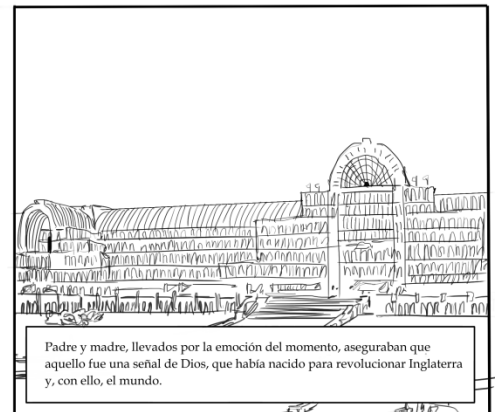 Padre y madre, llevados por la emoción del momento, aseguraban que
aquello fue una señal de Dios, que había nacido para revolucionar Inglaterra
y, con ello, el mundo.